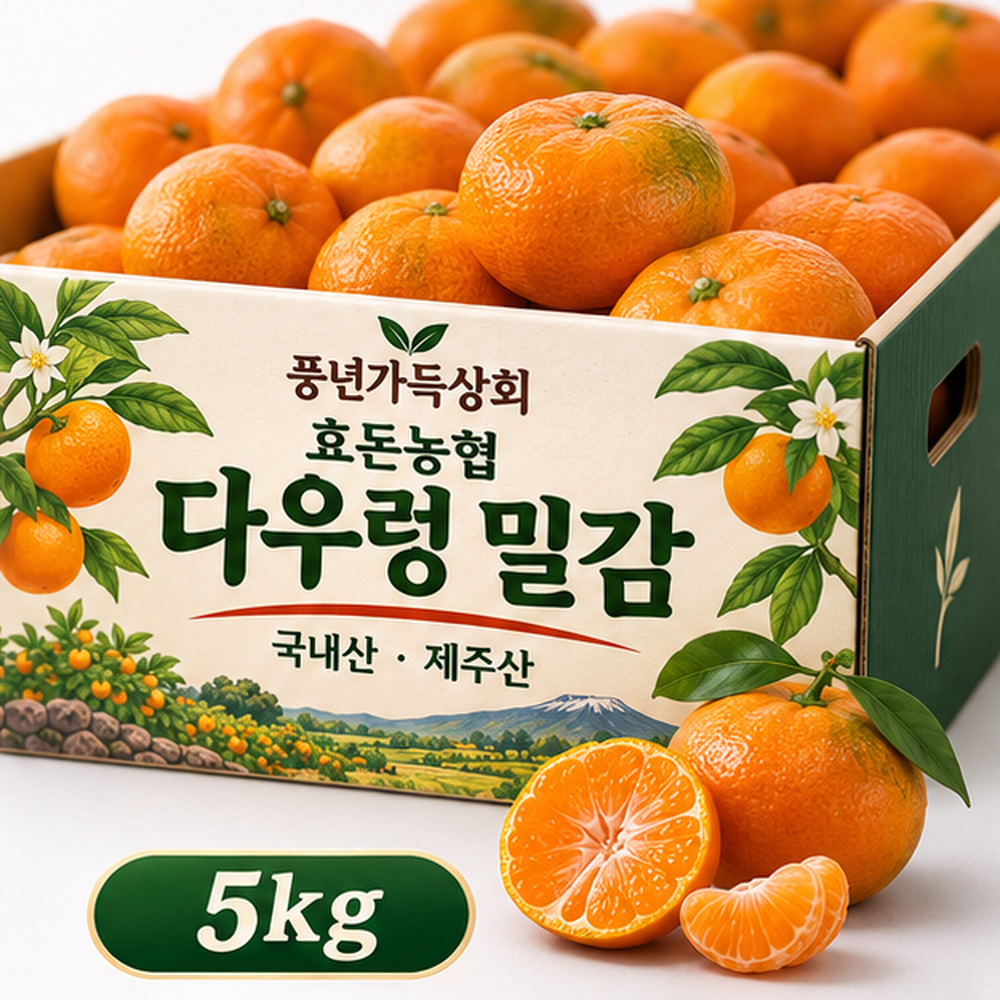 풍년가득상회
효돈농협
다우렁 밀감
국내산 · 제주산
5kg